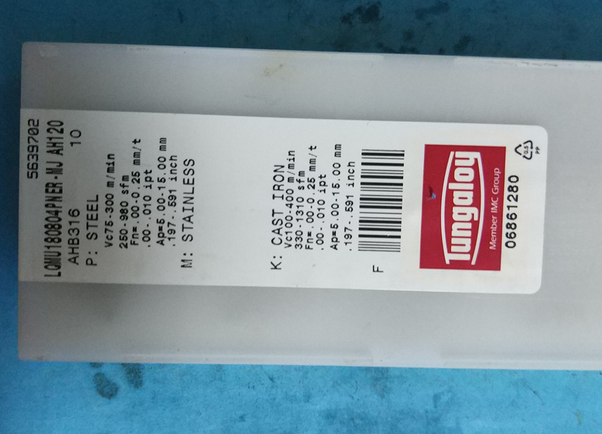 5639702
LQMU180804PNER-MJ AH120
AHB316 10
P: STEEL
Vc75-300 m/min
250-980 sfm
Fn=.00-0.25 mm/t
.00-.010 ipt
Ap=5.00-15.00 mm
.197-.591 inch
M: STAINLESS
K: CAST IRON
Vc100-400 m/min
330-1310 sfm
Fn=.00-0.25 mm/t
.00-.010 ipt
Ap=5.00-15.00 mm
.197-.591 inch
F
Tungaloy
Member IMC Group
06861280
PP